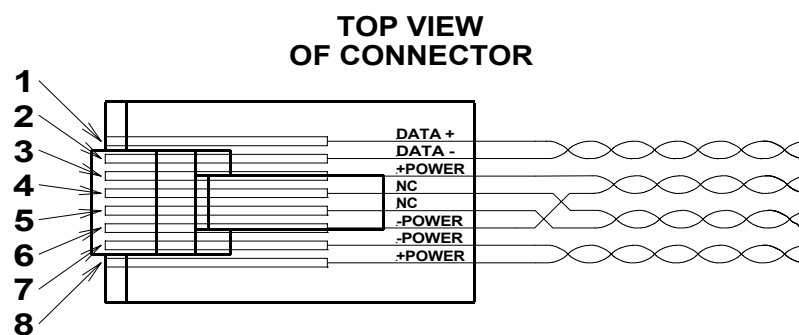 TOP VIEW
OF CONNECTOR
1
2
3
4
5
6
7
8
DATA +
DATA -
+POWER
NC
NC
-POWER
-POWER
+POWER